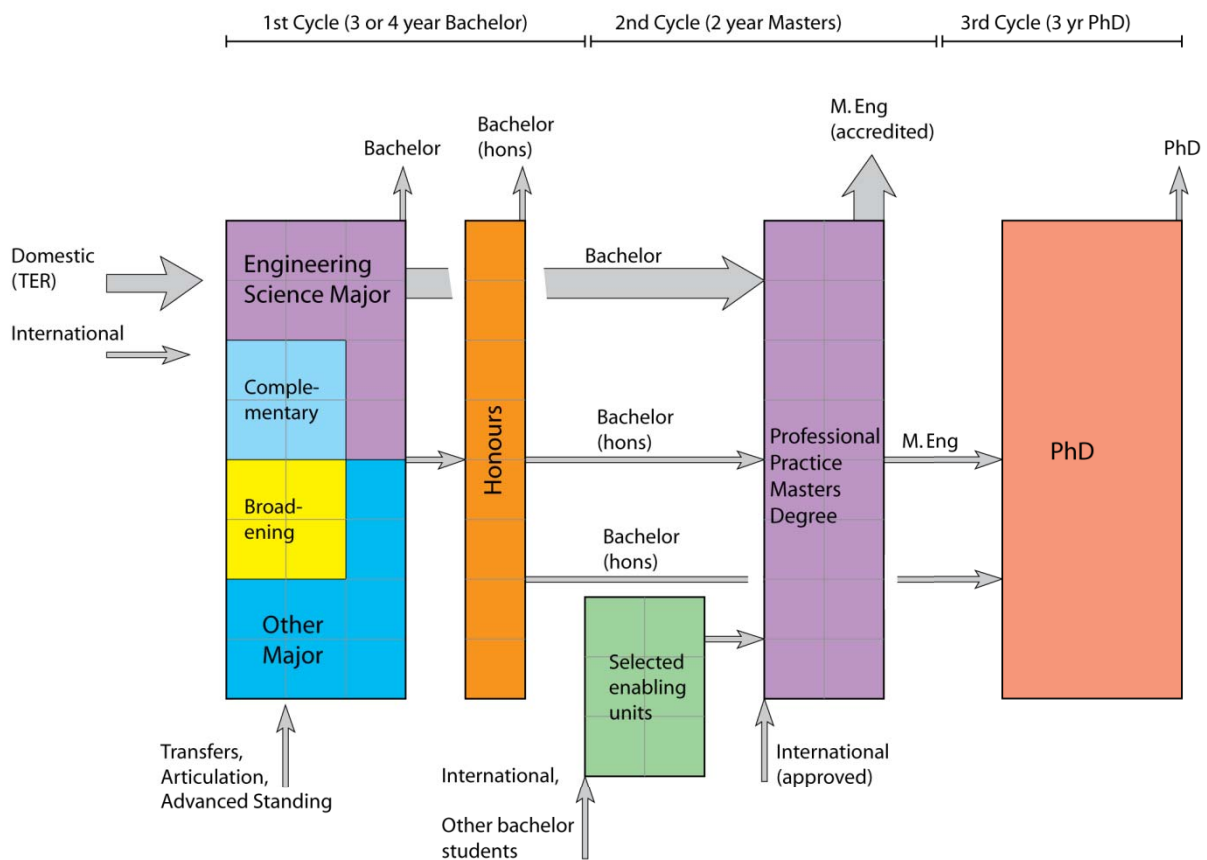 1st Cycle (3 or 4 year Bachelor)
2nd Cycle (2 year Masters)
3rd Cycle (3 yr PhD)
M. Eng
(accredited)
Bachelor
(hons)
Bachelor
PhD
Domestic
(TER)
International
Engineering
Science Major
Bachelor
Comple-
mentary
Broad-
ening
Other
Major
Honours
Bachelor
(hons)
Bachelor
(hons)
Professional
Practice
Masters
Degree
M. Eng
PhD
Selected
enabling
units
Transfers,
Articulation,
Advanced Standing
International,
Other bachelor
students
International
(approved)